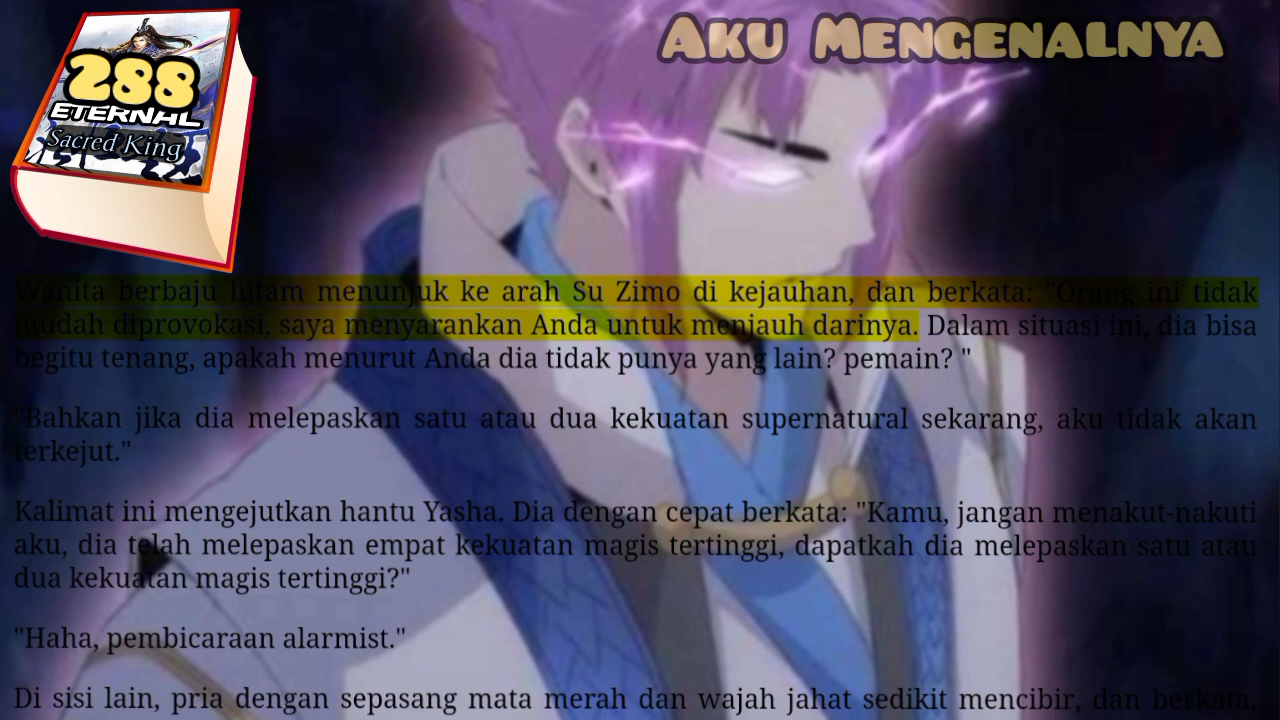 Aku Mengenalnya
288
ETERNAL
Sacred King
Wanita berbaju hitam menunjuk ke arah Su Zimo di kejauhan, dan berkata: "Orang ini tidak
mudah diprovokasi, saya menyarankan Anda untuk menjauh darinya. Dalam situasi ini, dia bisa
begitu tenang, apakah menurut Anda dia tidak punya yang lain? pemain? "
"Bahkan jika dia melepaskan satu atau dua kekuatan supernatural sekarang, aku tidak akan
terkejut."
Kalimat ini mengejutkan hantu Yasha. Dia dengan cepat berkata: "Kamu, jangan menakut-nakuti
aku, dia telah melepaskan empat kekuatan magis tertinggi, dapatkah dia melepaskan satu atau
dua kekuatan magis tertinggi?"
"Haha, pembicaraan alarmist."
Di sisi lain, pria dengan sepasang mata merah dan wajah jahat sedikit mencibir, dan berkata,